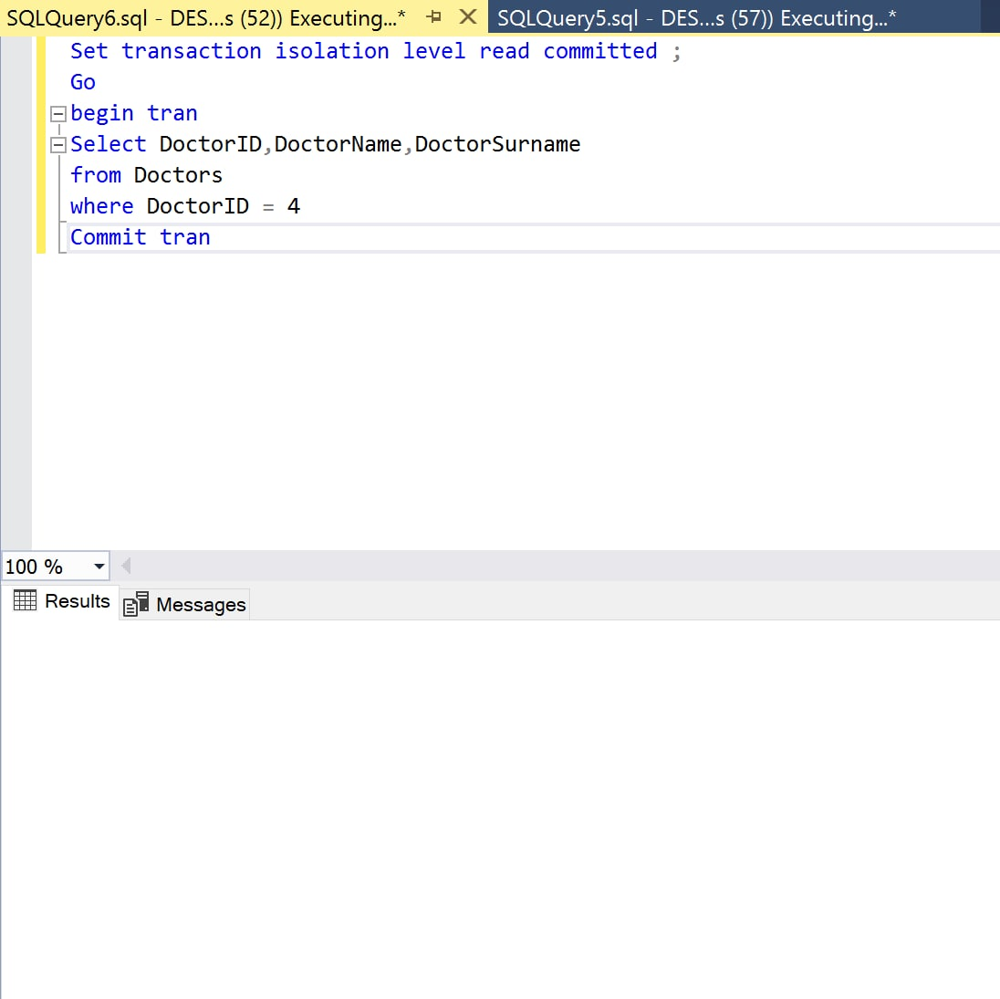 SQLQuery6.sql - DES...s (52)) Executing...* SQLQuery5.sql - DES...s (57)) Executing...*
Set transaction isolation level read committed ;
Go
begin tran
Select DoctorID,DoctorName,DoctorSurname
from Doctors
where DoctorID = 4
Commit tran
100 %
Results Messages